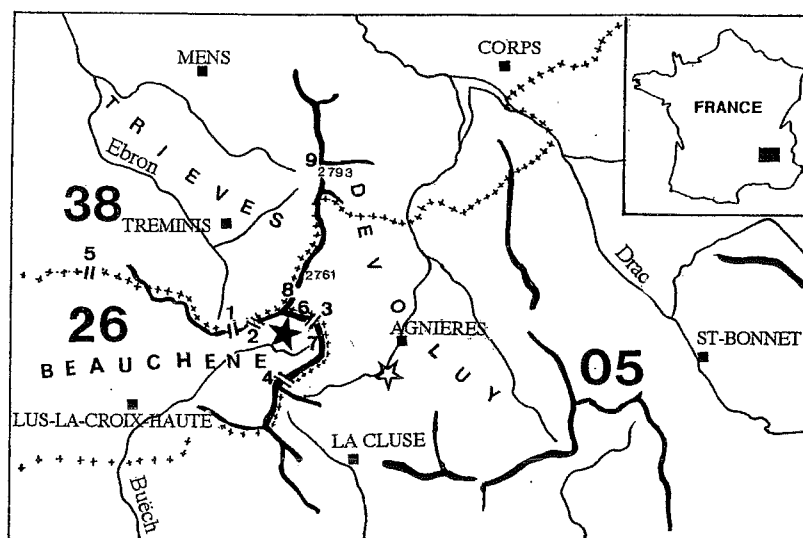 MENS
CORPS
FRANCE
TRIEVES
Ebron
9
2793
38
TREMINIS
DEVOLUY
5
2761
Drac
8
1
6
3
26
2
AGNIÈRES
ST-BONNET
7
BEAUCHENE
4
05
LUS-LA-CROIX-HAUTE
LA CLUSE
Buëch